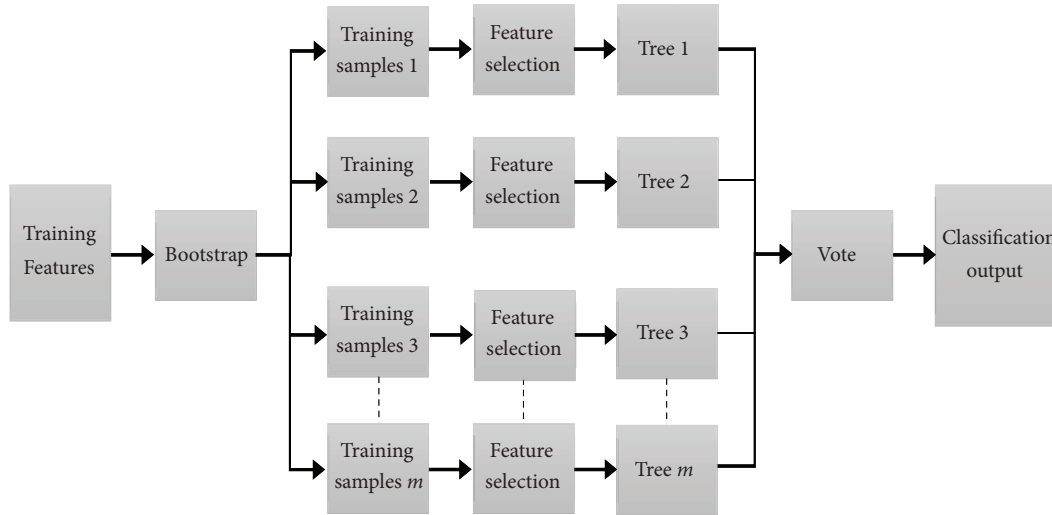 Training
samples 1
Feature
selection
Tree 1
Training
samples 2
Feature
selection
Tree 2
Training
Features
Bootstrap
Vote
Classification
output
Training
samples 3
Feature
selection
Tree 3
Training
samples m
Feature
selection
Tree m